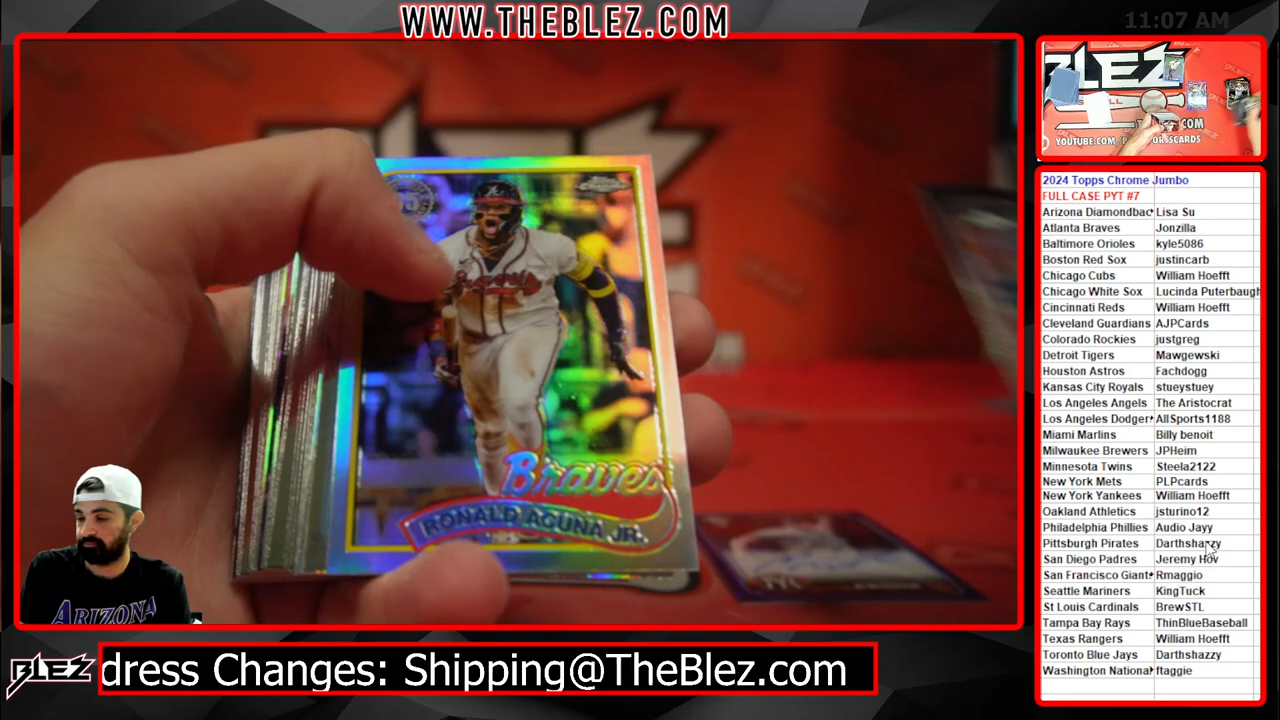 WWW.THEBLEZ.COM
11:07 AM
BLEZ
COM
Braves
RONALD ACUNA JR.
2024 Topps Chrome Jumbo
FULL CASE PYT #7
Arizona Diamondbac Lisa Su
Atlanta Braves Jonzilla
Baltimore Orioles kyle5086
Boston Red Sox justincarb
Chicago Cubs William Hoefft
Chicago White Sox Lucinda Puterbaugh
Cincinnati Reds William Hoefft
Cleveland Guardians AJPCards
Colorado Rockies justgreg
Detroit Tigers Mawgewski
Houston Astros Fachdogg
Kansas City Royals stueystuey
Los Angeles Angels The Aristocrat
Los Angeles Dodger AllSports1188
Miami Marlins Billy benoit
Milwaukee Brewers JPHeim
Minnesota Twins Steela2122
New York Mets PLPcards
New York Yankees William Hoefft
Oakland Athletics jsturino12
Philadelphia Phillies Audio Jayy
Pittsburgh Pirates Darthshazzy
San Diego Padres Jeremy Hov
San Francisco Giant Rmaggio
Seattle Mariners KingTuck
St Louis Cardinals BrewSTL
Tampa Bay Rays ThinBlueBaseball
Texas Rangers William Hoefft
Toronto Blue Jays Darthshazzy
Washington Nationa ftaggie
ARIZONA
BLEZ
dress Changes: Shipping@TheBlez.com